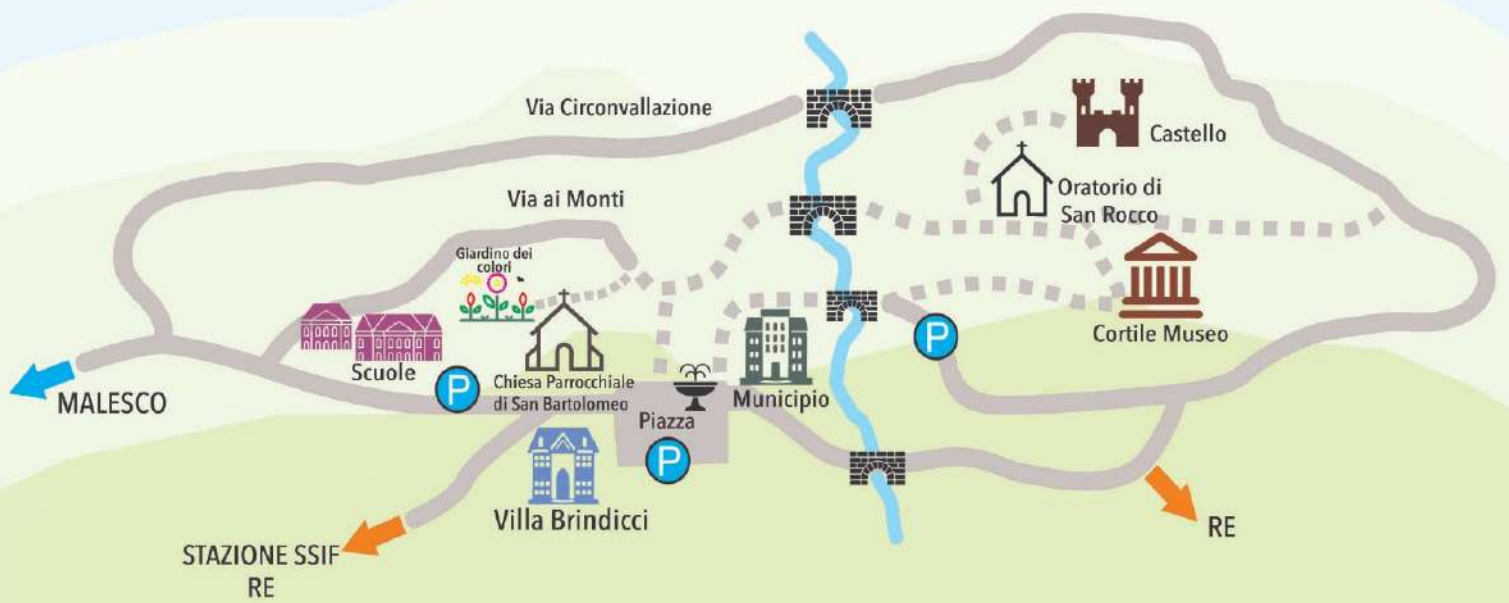 Via Circonvallazione
Castello
Via ai Monti
Oratorio di
San Rocco
Giardino dei
colori
Cortile Museo
Scuole
P
P
Chiesa Parrocchiale
di San Bartolomeo
Municipio
MALESCO
Piazza
P
Villa Brindicci
RE
STAZIONE SSIF
RE